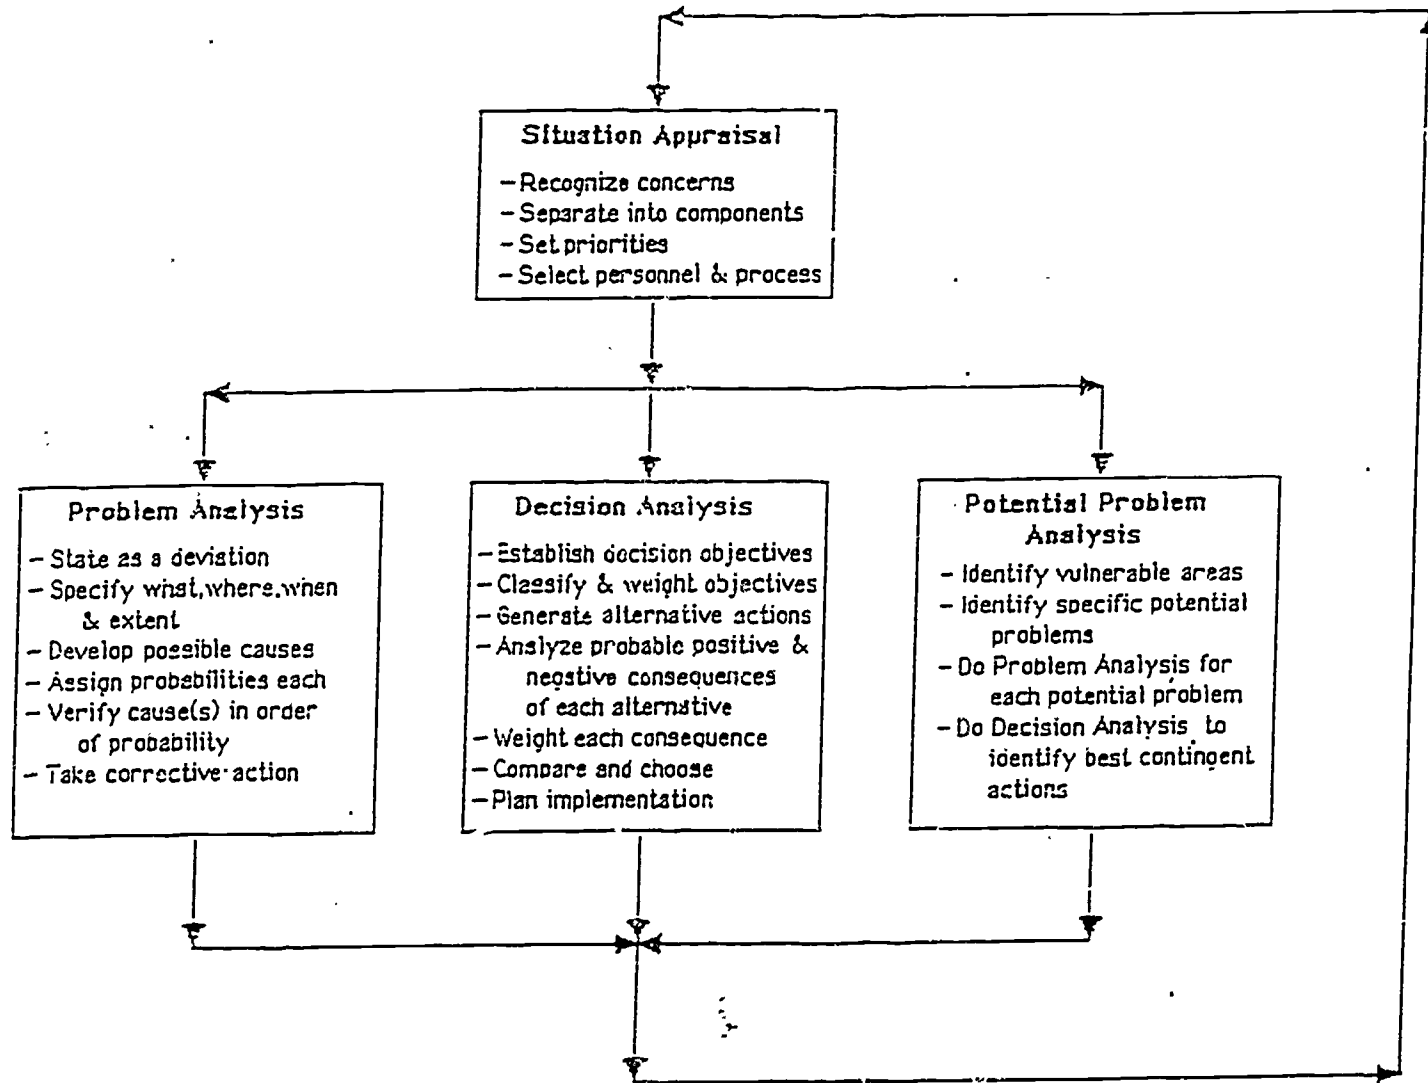 Situation Appraisal
– Recognize concerns
– Separate into components
– Set priorities
– Select personnel & process
Problem Analysis
– State as a deviation
– Specify what, where, when
& extent
– Develop possible causes
– Assign probabilities each
– Verify cause(s) in order
of probability
– Take corrective action
Decision Analysis
– Establish decision objectives
– Classify & weight objectives
– Generate alternative actions
– Analyze probable positive &
negative consequences
of each alternative
– Weight each consequence
– Compare and choose
– Plan implementation
Potential Problem
Analysis
– Identify vulnerable areas
– Identify specific potential
problems
– Do Problem Analysis for
each potential problem
– Do Decision Analysis to
identify best contingent
actions